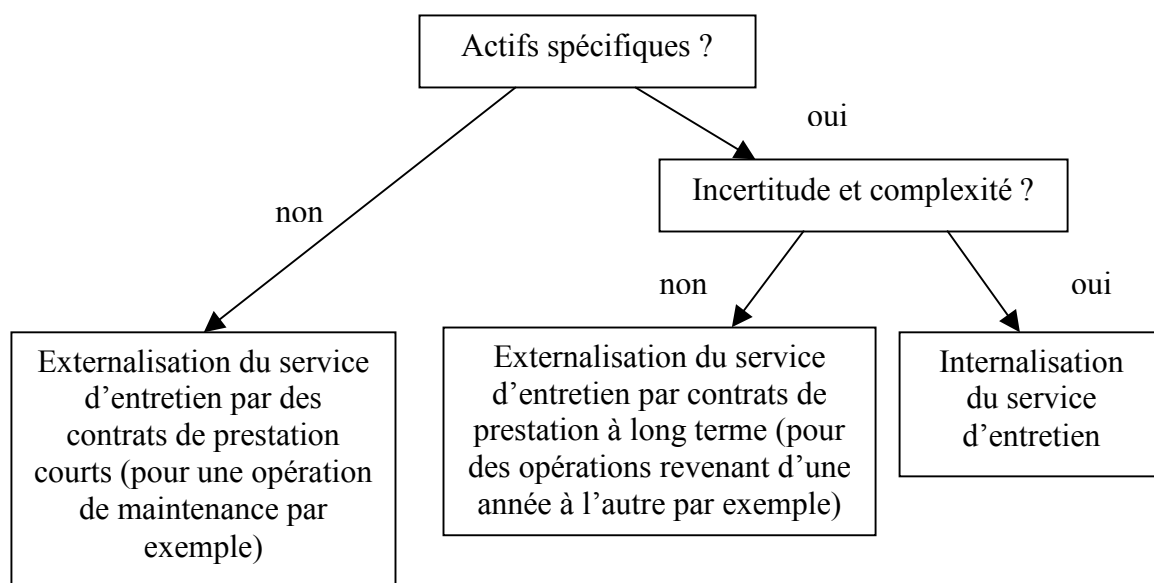 Actifs spécifiques ?
oui
Incertitude et complexité ?
non
non
oui
Externalisation du service
d’entretien par des
contrats de prestation
courts (pour une opération
de maintenance par
exemple)
Externalisation du service
d’entretien par contrats de
prestation à long terme (pour
des opérations revenant d’une
année à l’autre par exemple)
Internalisation
du service
d’entretien